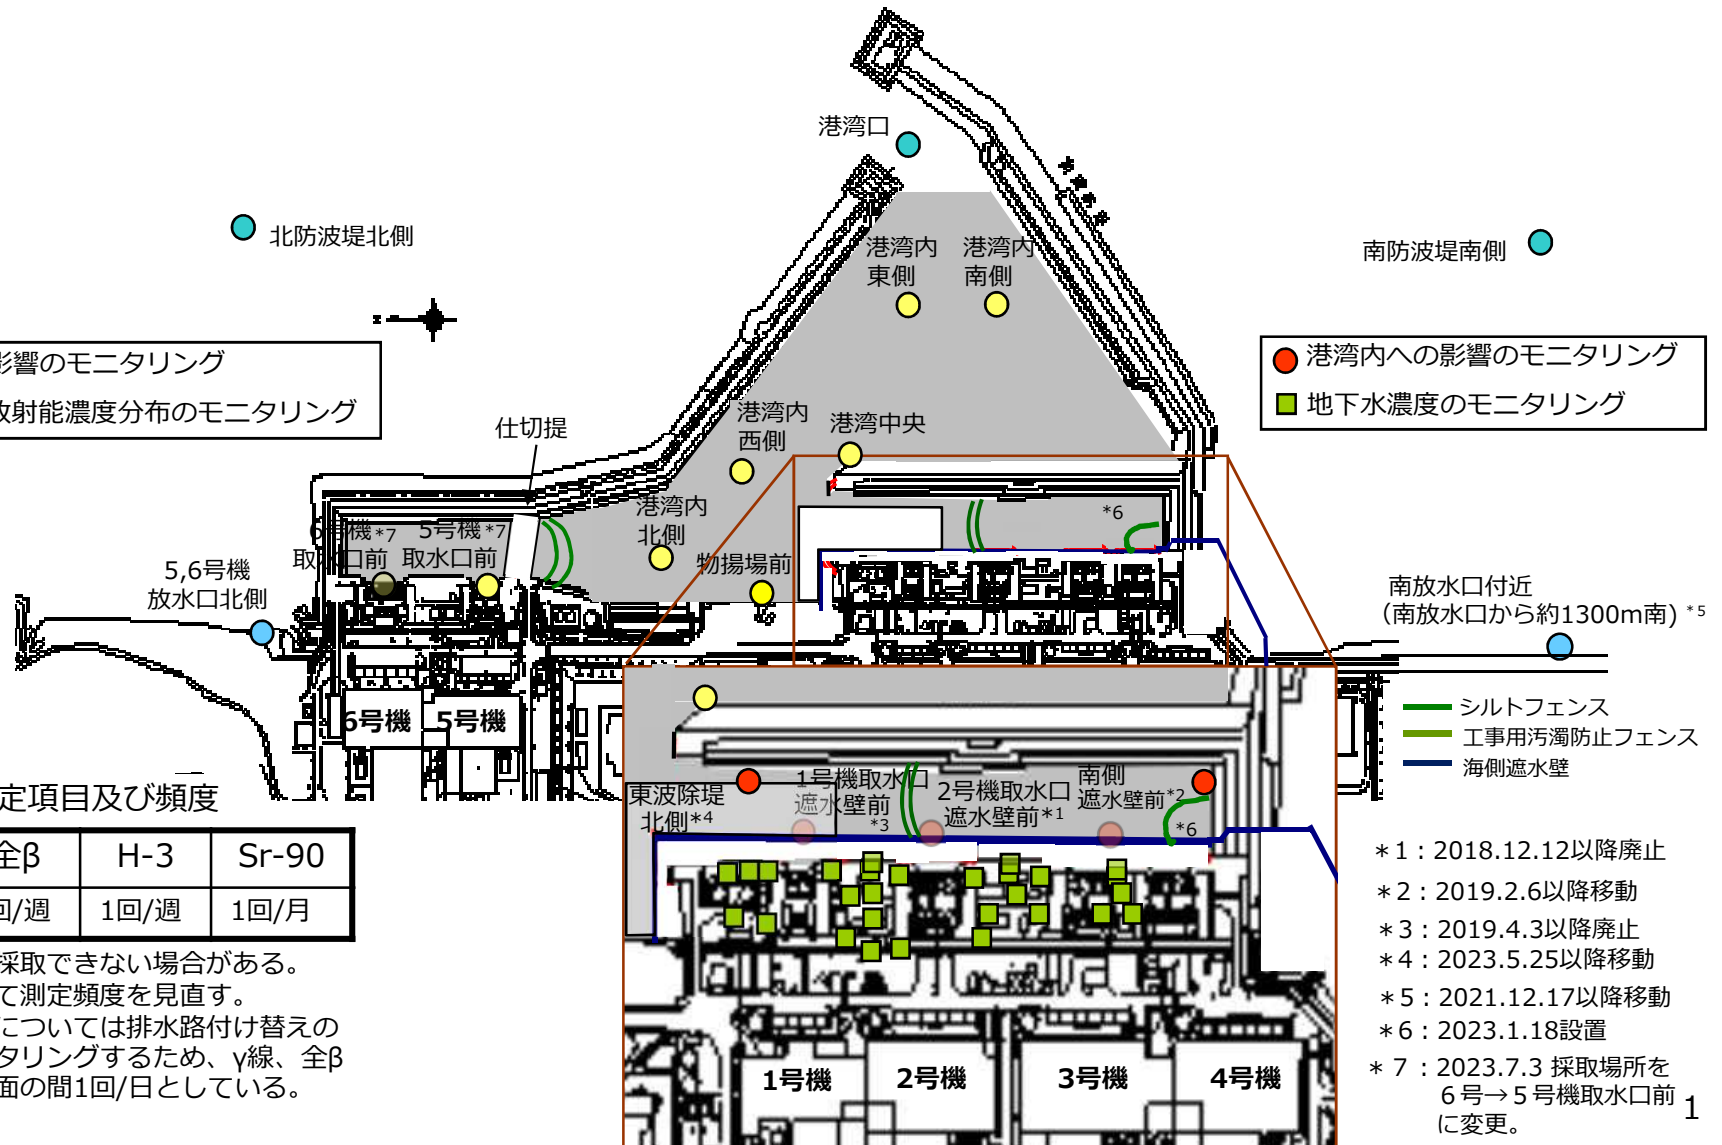 港湾口
北防波堤北側
港湾内
東側
港湾内
南側
南防波堤南側
影響のモニタリング
放射能濃度分布のモニタリング
港湾内への影響のモニタリング
地下水濃度のモニタリング
仕切提
港湾内
西側
港湾中央
港湾内
北側
物揚場前
*6
6号機*7
取水口前
5号機*7
取水口前
5,6号機
放水口北側
南放水口付近
(南放水口から約1300m南) *5
6号機
5号機
シルトフェンス
工事用汚濁防止フェンス
海側遮水壁
東波除堤
北側*4
1号機取水口
遮水壁前
*3
2号機取水口
遮水壁前*1
南側
遮水壁前*2
*6
定項目及び頻度
全β H-3 Sr-90
回/週 1回/週 1回/月
採取できない場合がある。
て測定頻度を見直す。
については排水路付け替えの
タリングするため、γ線、全β
面の間1回/日としている。
1号機
2号機
3号機
4号機
*1:2018.12.12以降廃止
*2:2019.2.6以降移動
*3:2019.4.3以降廃止
*4:2023.5.25以降移動
*5:2021.12.17以降移動
*6:2023.1.18設置
*7:2023.7.3 採取場所を
6号→5号機取水口前
に変更。
1